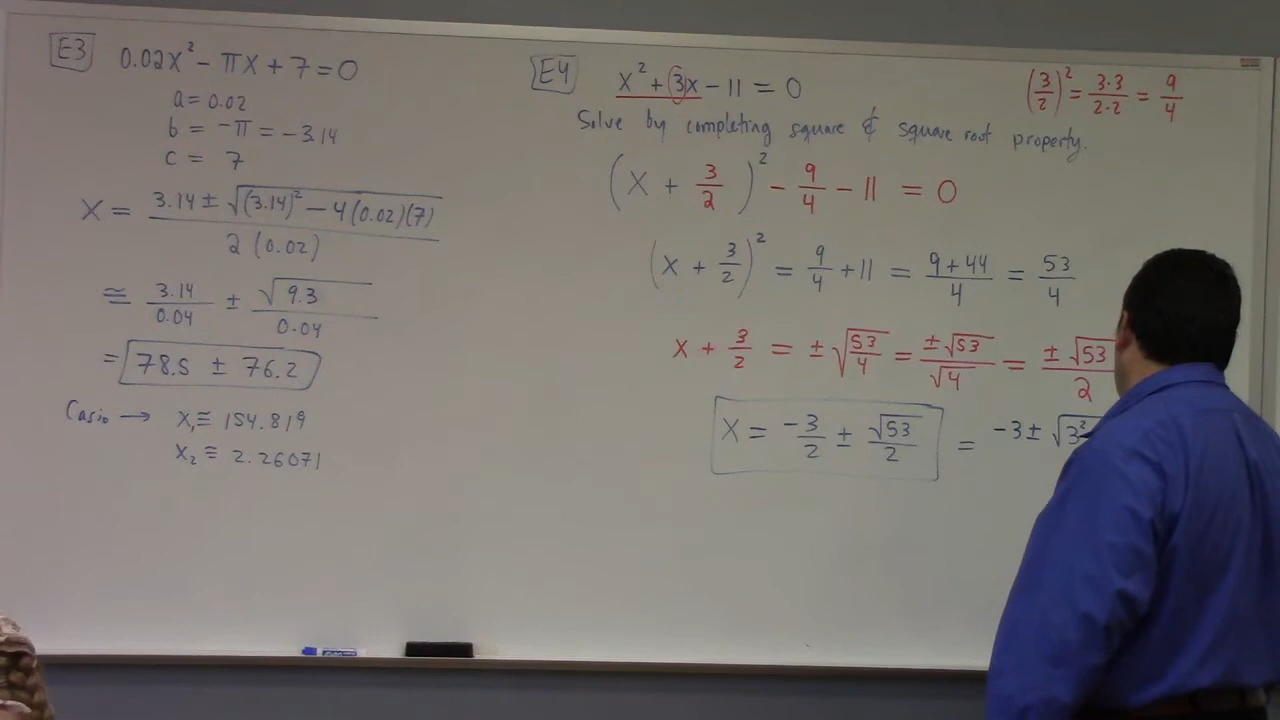 E3 0.02x² - πx + 7 = 0
a = 0.02
b = -π = -3.14
c = 7
X = (3.14 ± √((3.14)² - 4(0.02)(7))) / 2(0.02)
≅ 3.14/0.04 ± √9.3/0.04
= 78.5 ± 76.2
Casio → X₁ ≅ 154.819
X₂ ≅ 2.26071
E4 x² + 3x - 11 = 0
(3/2)² = 3·3/2·2 = 9/4
Solve by completing square & square root property.
(X + 3/2)² - 9/4 - 11 = 0
(X + 3/2)² = 9/4 + 11 = (9+44)/4 = 53/4
X + 3/2 = ±√(53/4) = ±√53/√4 = ±√53/2
X = -3/2 ± √53/2 = -3 ± √3² -